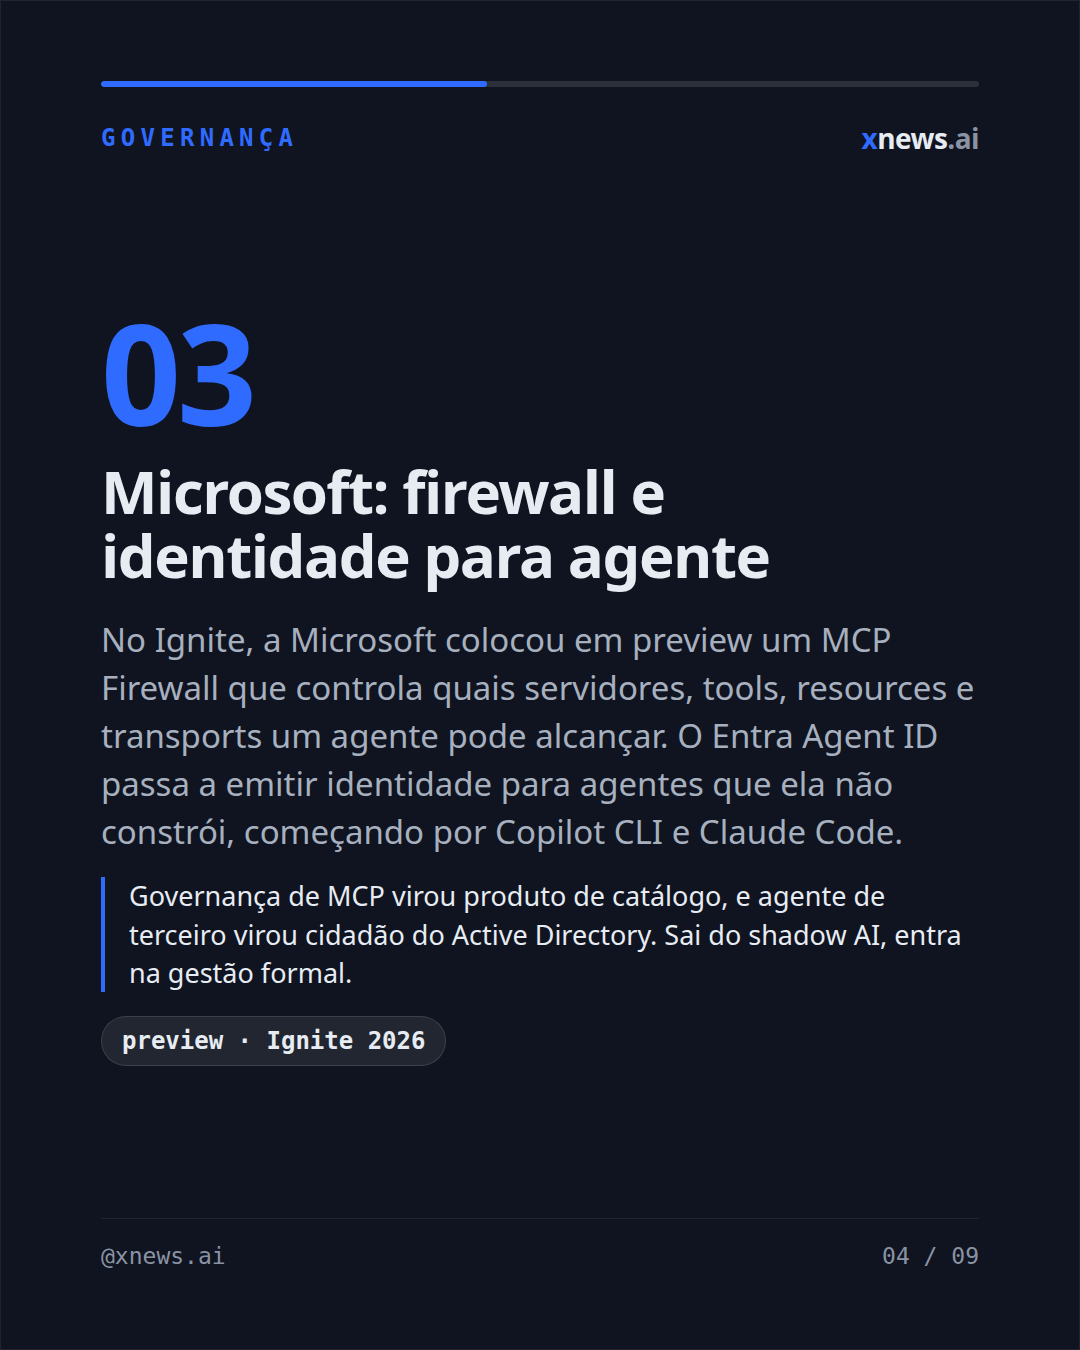 GOVERNANÇA
xnews.ai
03
Microsoft: firewall e
identidade para agente
No Ignite, a Microsoft colocou em preview um MCP
Firewall que controla quais servidores, tools, resources e
transports um agente pode alcançar. O Entra Agent ID
passa a emitir identidade para agentes que ela não
constrói, começando por Copilot CLI e Claude Code.
Governança de MCP virou produto de catálogo, e agente de
terceiro virou cidadão do Active Directory. Sai do shadow AI, entra
na gestão formal.
preview · Ignite 2026
@xnews.ai
04 / 09